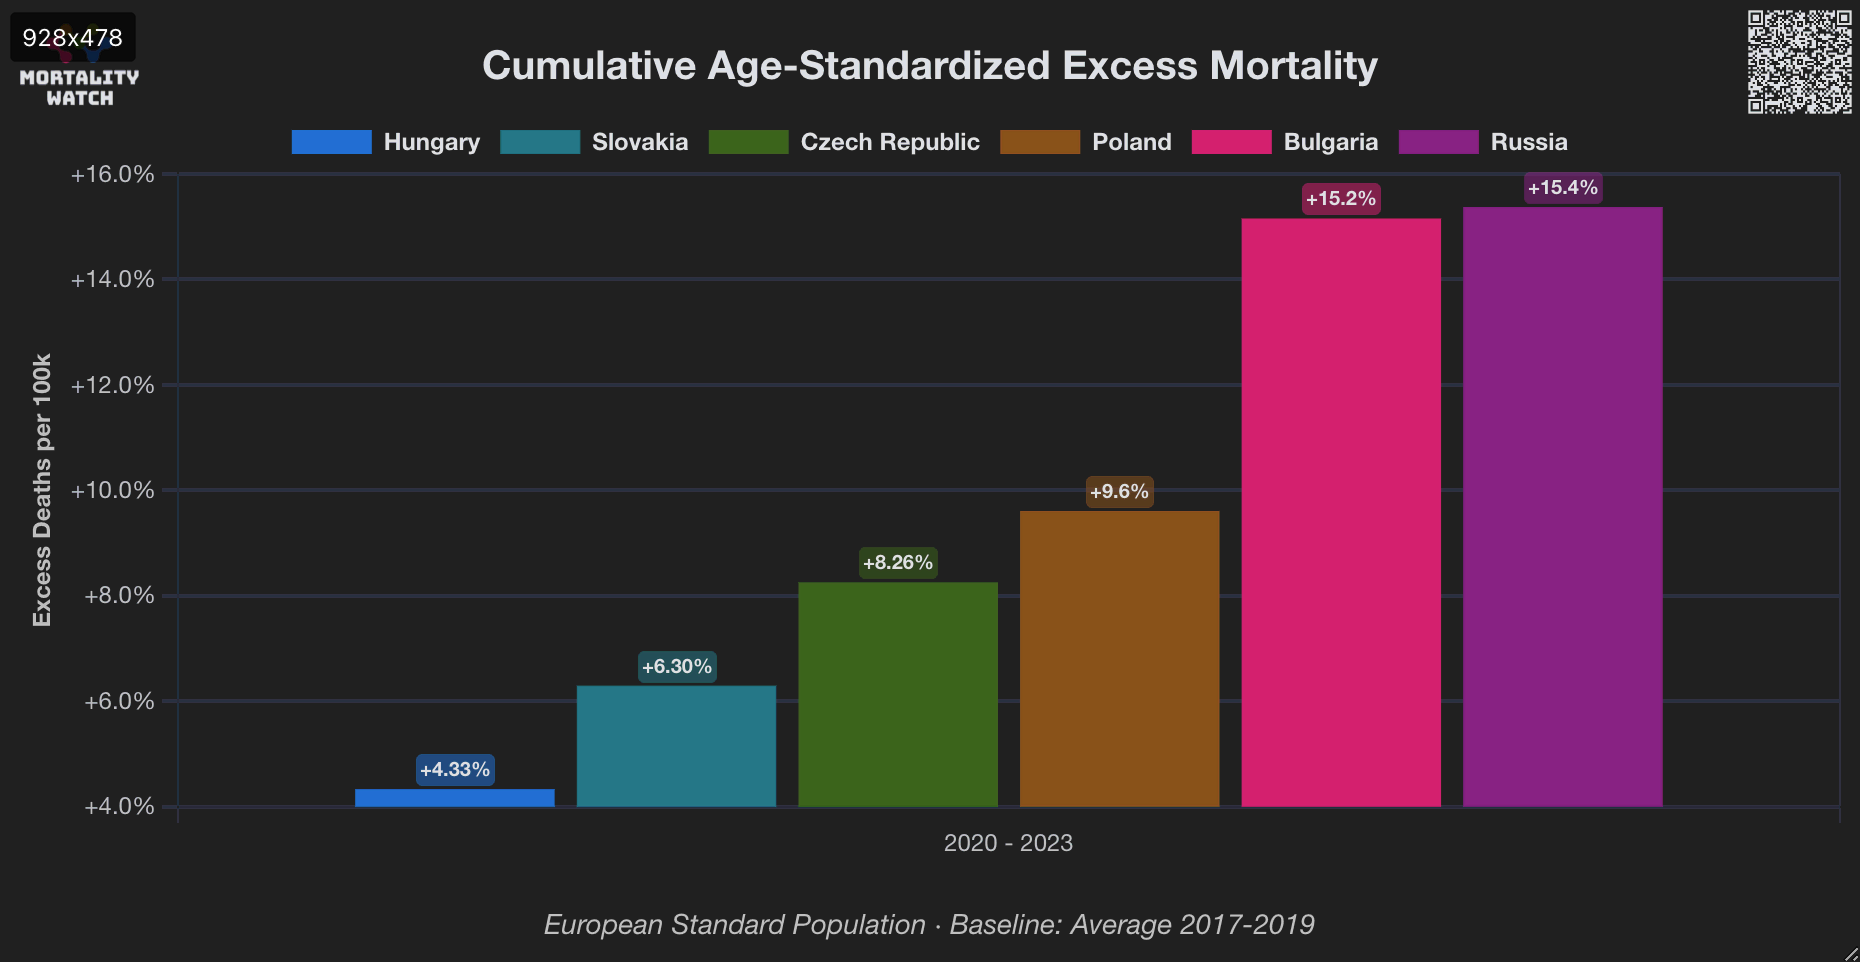 928x478
MORTALITY
WATCH
Cumulative Age-Standardized Excess Mortality
Hungary Slovakia Czech Republic Poland Bulgaria Russia
+16.0%
+14.0%
+12.0%
+10.0%
+8.0%
+6.0%
+4.0%
Excess Deaths per 100k
+4.33%
+6.30%
+8.26%
+9.6%
+15.2%
+15.4%
2020 - 2023
European Standard Population · Baseline: Average 2017-2019